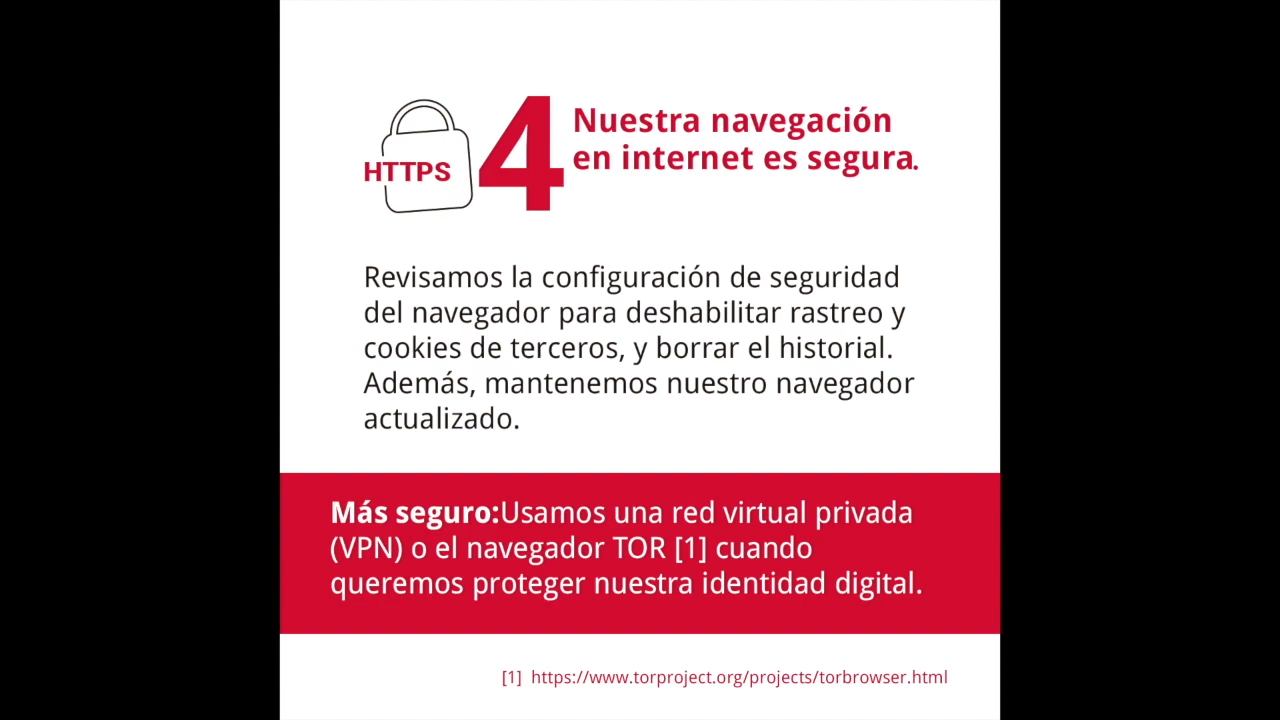 HTTPS
4
Nuestra navegación
en internet es segura.
Revisamos la configuración de seguridad
del navegador para deshabilitar rastreo y
cookies de terceros, y borrar el historial.
Además, mantenemos nuestro navegador
actualizado.
Más seguro:Usamos una red virtual privada
(VPN) o el navegador TOR [1] cuando
queremos proteger nuestra identidad digital.
[1] https://www.torproject.org/projects/torbrowser.html